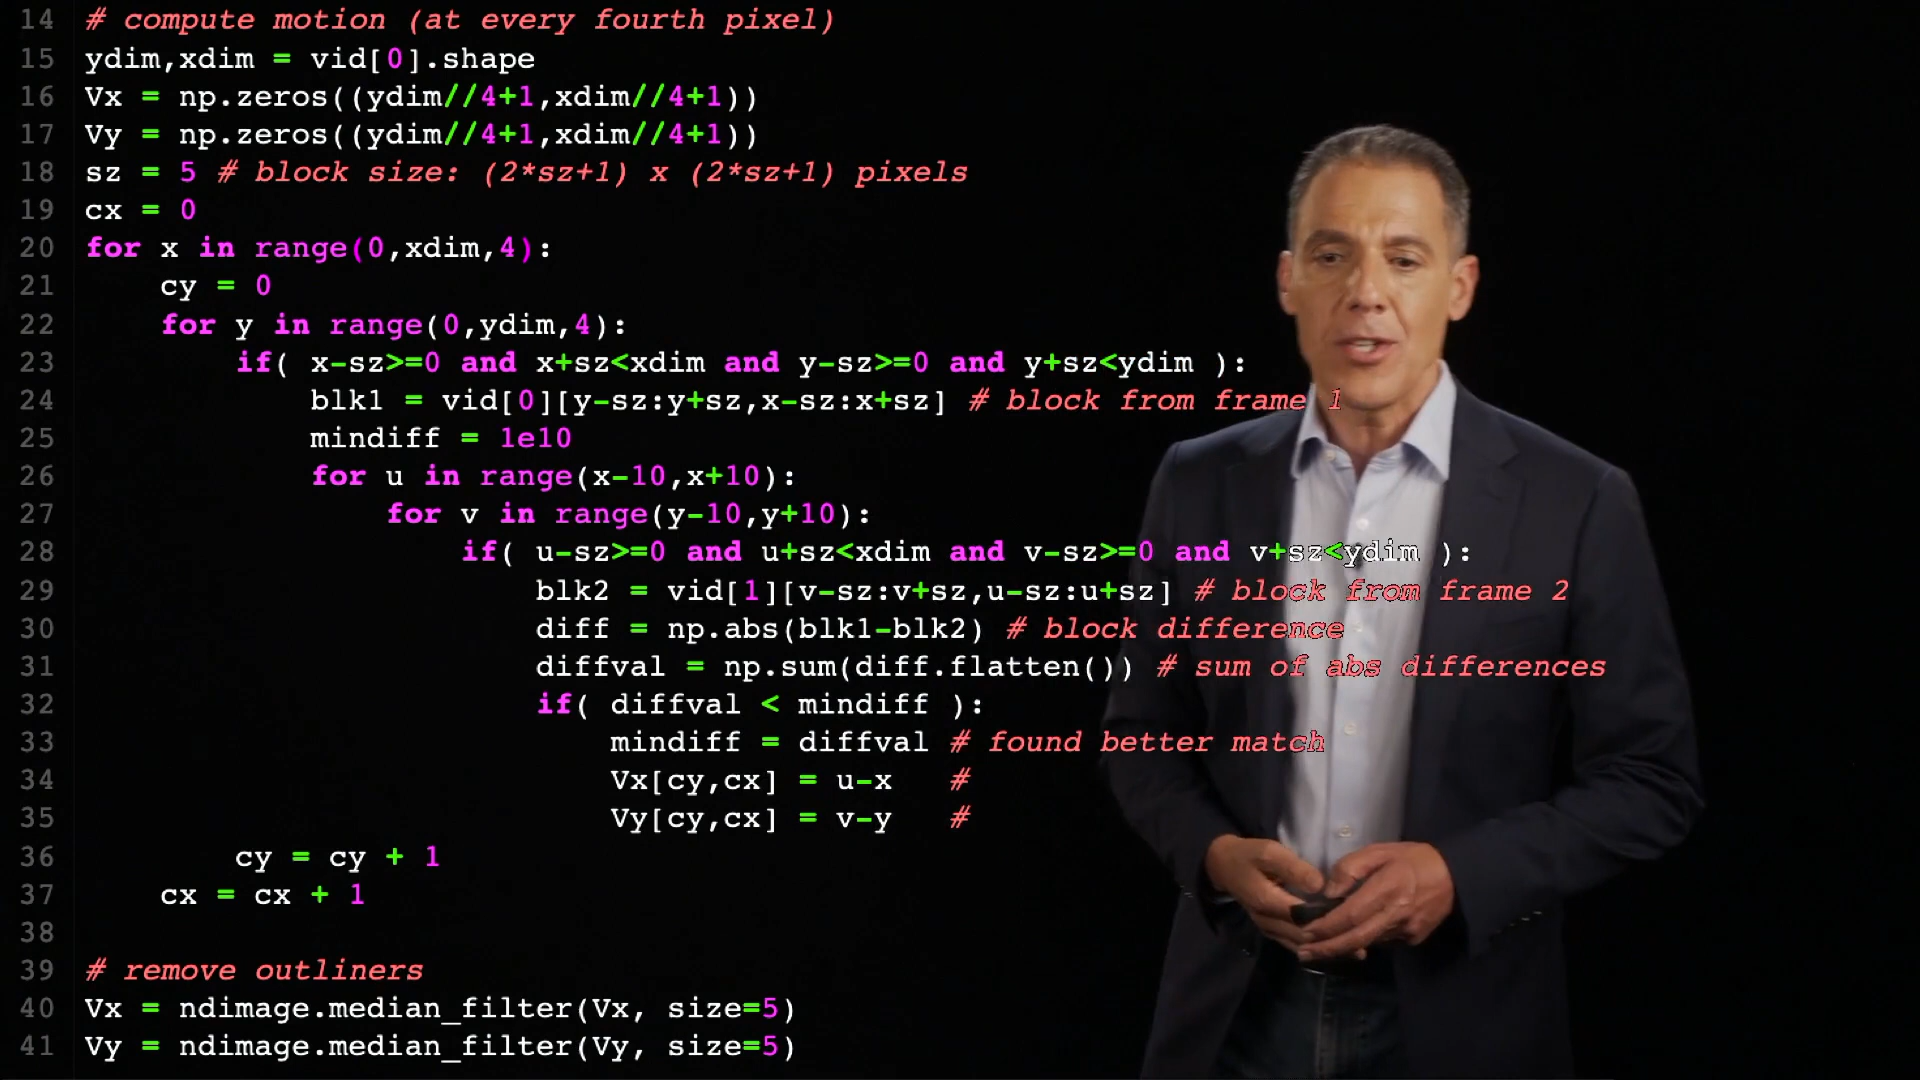 14 # compute motion (at every fourth pixel)
15 ydim,xdim = vid[0].shape
16 Vx = np.zeros((ydim//4+1,xdim//4+1))
17 Vy = np.zeros((ydim//4+1,xdim//4+1))
18 sz = 5 # block size: (2*sz+1) x (2*sz+1) pixels
19 cx = 0
20 for x in range(0,xdim,4):
21     cy = 0
22     for y in range(0,ydim,4):
23         if( x-sz>=0 and x+sz<xdim and y-sz>=0 and y+sz<ydim ):
24             blk1 = vid[0][y-sz:y+sz,x-sz:x+sz] # block from frame 1
25             mindiff = 1e10
26             for u in range(x-10,x+10):
27                 for v in range(y-10,y+10):
28                     if( u-sz>=0 and u+sz<xdim and v-sz>=0 and v+sz<ydim ):
29                         blk2 = vid[1][v-sz:v+sz,u-sz:u+sz] # block from frame 2
30                         diff = np.abs(blk1-blk2) # block difference
31                         diffval = np.sum(diff.flatten()) # sum of abs differences
32                         if( diffval < mindiff ):
33                             mindiff = diffval # found better match
34                             Vx[cy,cx] = u-x   #
35                             Vy[cy,cx] = v-y   #
36         cy = cy + 1
37     cx = cx + 1
38
39 # remove outliners
40 Vx = ndimage.median_filter(Vx, size=5)
41 Vy = ndimage.median_filter(Vy, size=5)